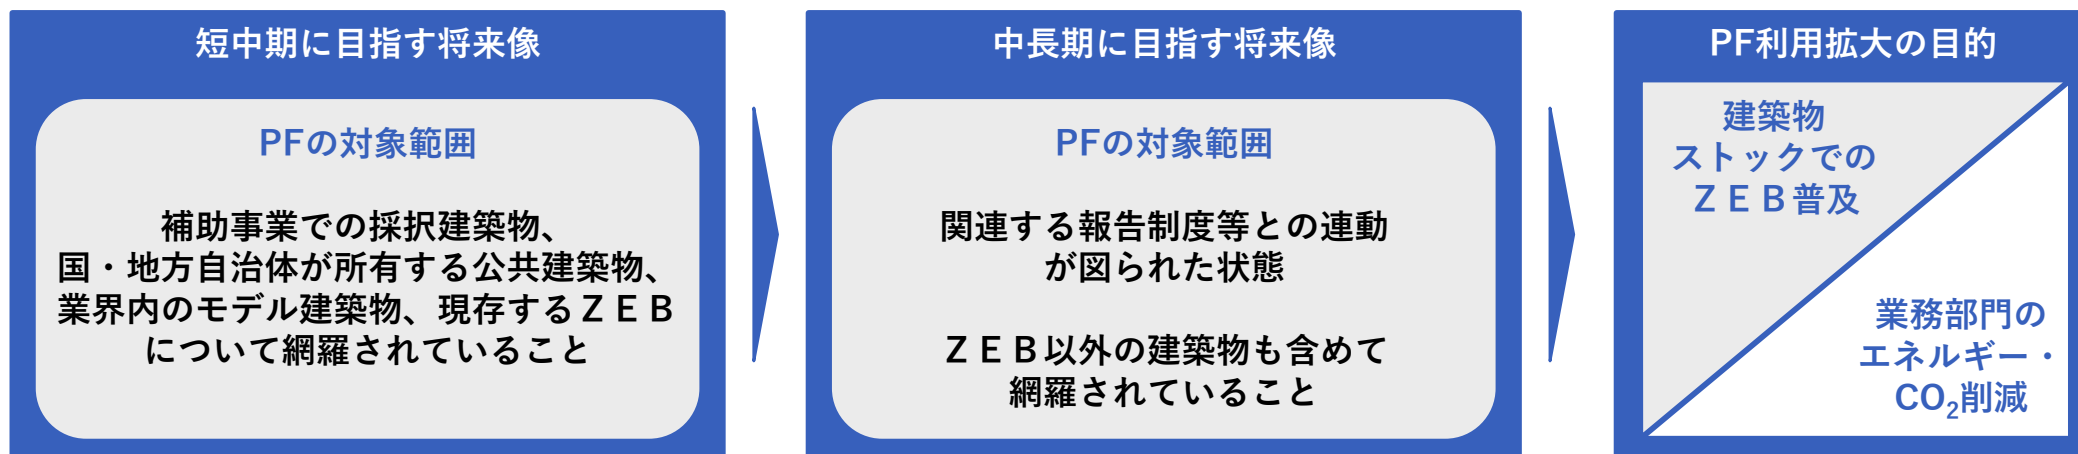 短中期に目指す将来像
PFの対象範囲
補助事業での採択建築物、
国・地方自治体が所有する公共建築物、
業界内のモデル建築物、現存するＺＥＢ
について網羅されていること
中長期に目指す将来像
PFの対象範囲
関連する報告制度等との連動
が図られた状態
ＺＥＢ以外の建築物も含めて
網羅されていること
PF利用拡大の目的
建築物
ストックでの
ＺＥＢ普及
業務部門の
エネルギー・
CO₂削減